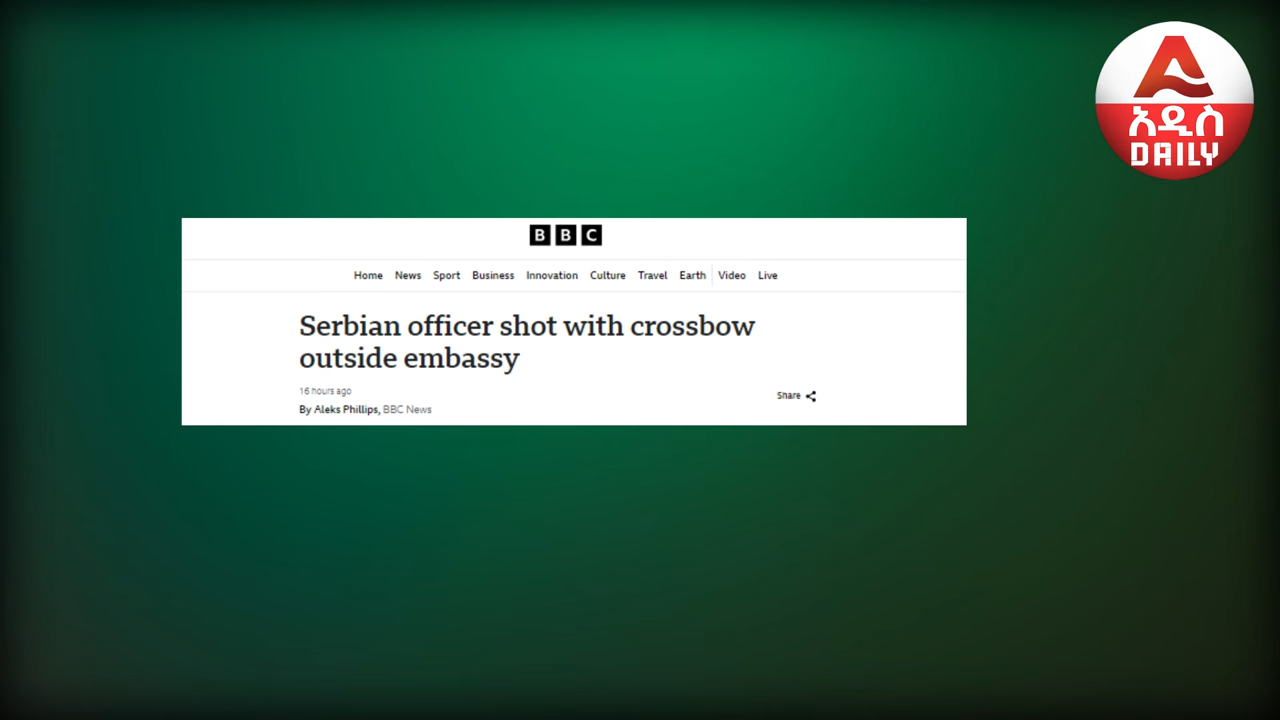 አዲስ
DAILY
BBC
Home News Sport Business Innovation Culture Travel Earth Video Live
Serbian officer shot with crossbow
outside embassy
16 hours ago
Share
By Aleks Phillips, BBC News